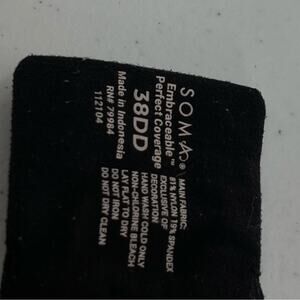 SOMA®
Embraceable™
Perfect Coverage
38DD
Made in Indonesia
RN# 79984
112104
MAIN FABRIC:
81% NYLON 19% SPANDEX
EXCLUSIVE OF
DECORATION
HAND WASH COLD ONLY
NON-CHLORINE BLEACH
LAY FLAT TO DRY
DO NOT IRON
DO NOT DRY CLEAN